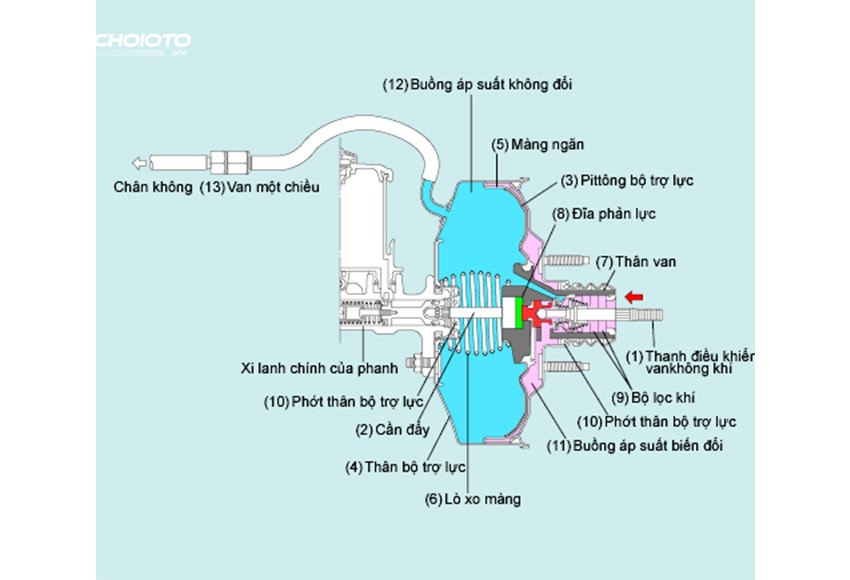 CHOIOTO
.VN
(12) Buồng áp suất không đổi
(5) Màng ngăn
(3) Pittông bộ trợ lực
(8) Đĩa phản lực
Chân không (13) Van một chiều
(7) Thân van
(1) Thanh điều khiển
vankhông khí
Xi lanh chính của phanh
(9) Bộ lọc khí
(10) Phớt thân bộ trợ lực
(10) Phớt thân bộ trợ lực
(2) Cần đẩy
(11) Buồng áp suất biến đổi
(4) Thân bộ trợ lực
(6) Lò xo màng